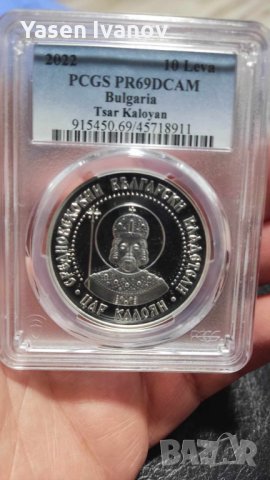 Yasen Ivanov
2022 10 Leva
PCGS PR69DCAM
Bulgaria
Tsar Kaloyan
915450.69/45718911
СРЕДНОВЕКОВНИ БЪЛГАРСКИ ВЛАДЕТЕЛИ
ЦАР КАЛОЯН
PCGS
BAZAR